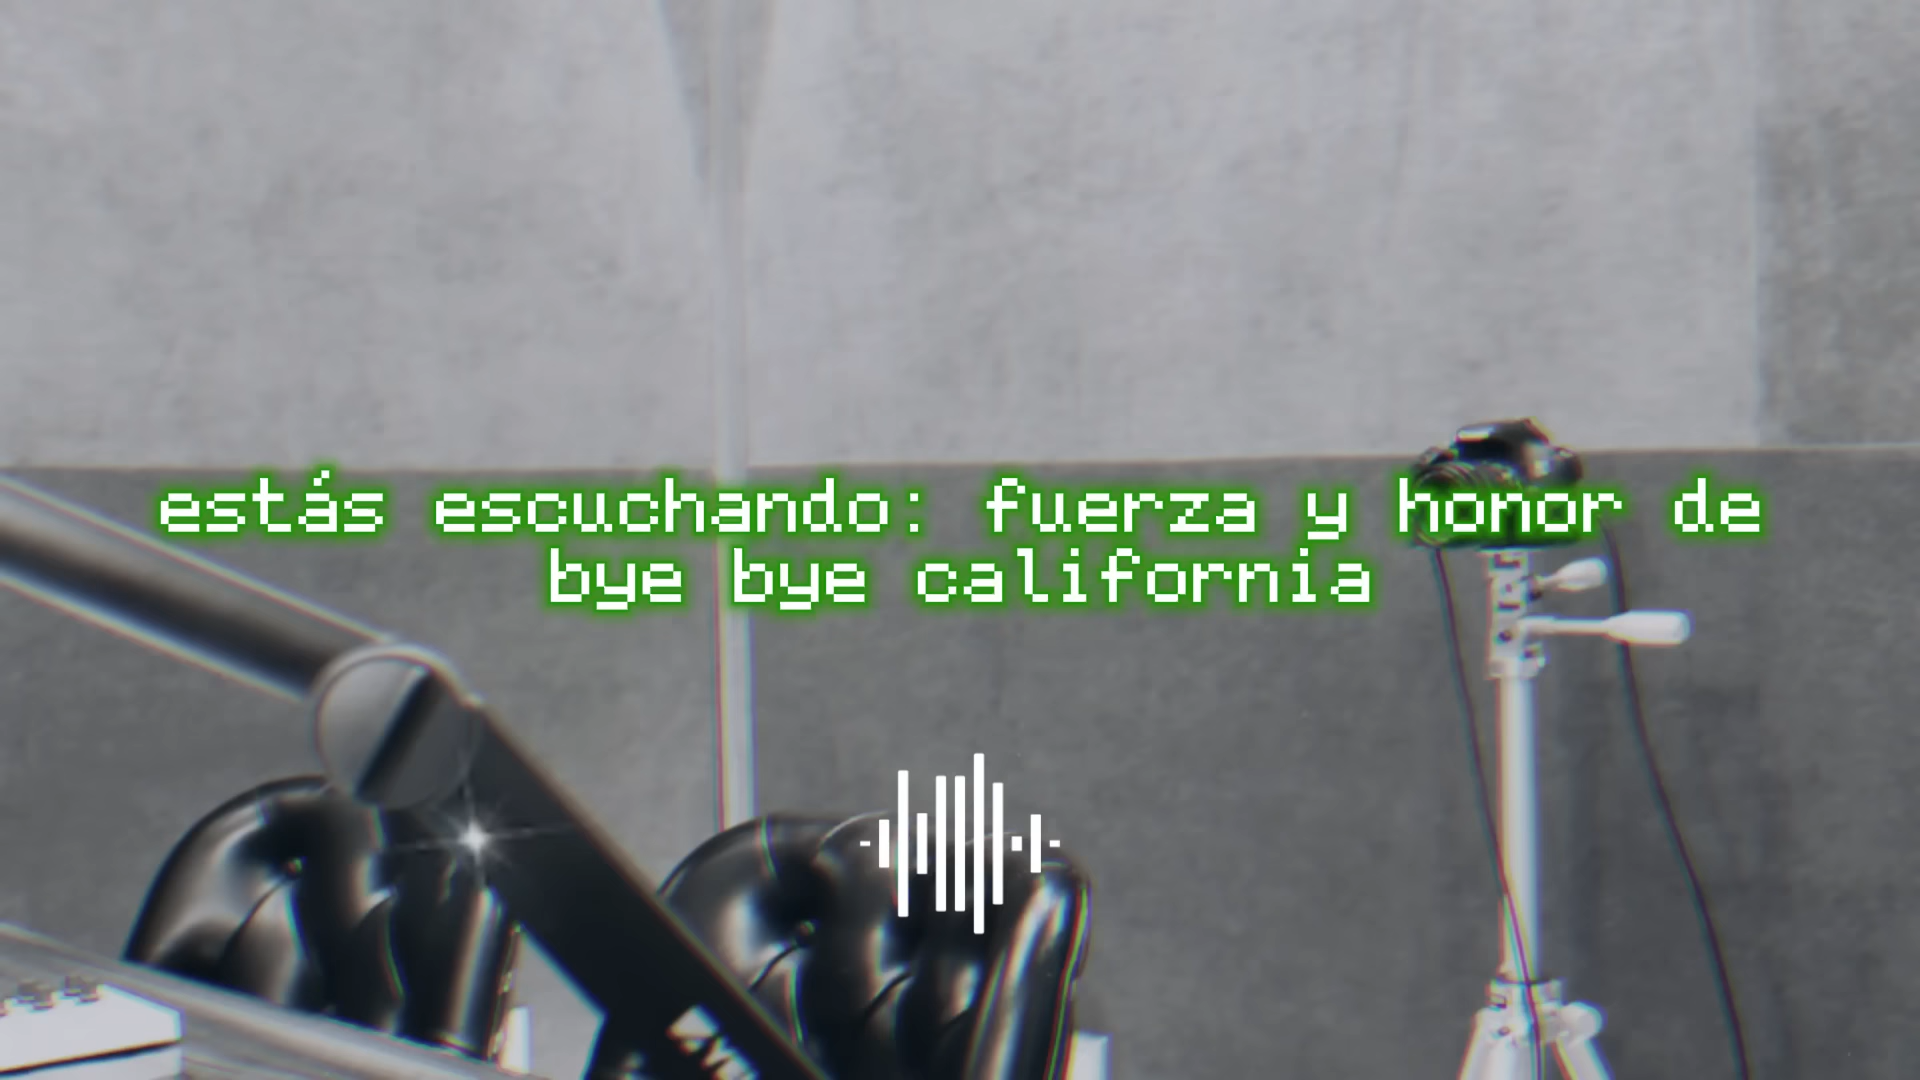 estás escuchando: fuerza y honor de
bye bye california